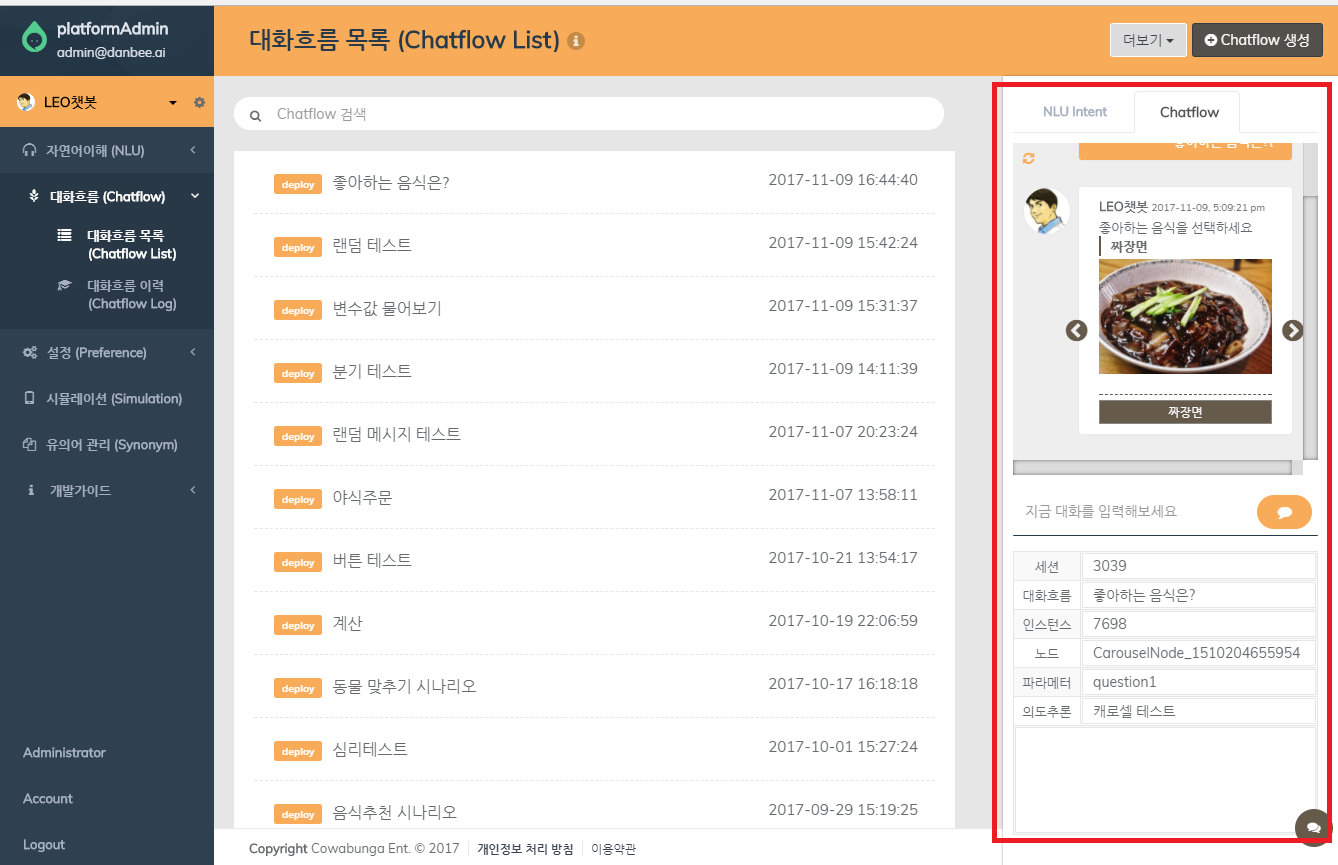 platformAdmin
admin@danbee.ai
LEO챗봇
자연어이해 (NLU)
대화흐름 (Chatflow)
대화흐름 목록
(Chatflow List)
대화흐름 이력
(Chatflow Log)
설정 (Preference)
시뮬레이션 (Simulation)
유의어 관리 (Synonym)
개발가이드
Administrator
Account
Logout
대화흐름 목록 (Chatflow List)
더보기
Chatflow 생성
Chatflow 검색
deploy 좋아하는 음식은? 2017-11-09 16:44:40
deploy 랜덤 테스트 2017-11-09 15:42:24
deploy 변수값 물어보기 2017-11-09 15:31:37
deploy 분기 테스트 2017-11-09 14:11:39
deploy 랜덤 메시지 테스트 2017-11-07 20:23:24
deploy 야식주문 2017-11-07 13:58:11
deploy 버튼 테스트 2017-10-21 13:54:17
deploy 계산 2017-10-19 22:06:59
deploy 동물 맞추기 시나리오 2017-10-17 16:18:18
deploy 심리테스트 2017-10-01 15:27:24
deploy 음식추천 시나리오 2017-09-29 15:19:25
Copyright Cowabunga Ent. © 2017 개인정보 처리 방침 이용약관
NLU Intent Chatflow
LEO챗봇 2017-11-09, 5:09:21 pm
좋아하는 음식을 선택하세요
짜장면
짜장면
지금 대화를 입력해보세요
세션 3039
대화흐름 좋아하는 음식은?
인스턴스 7698
노드 CarouselNode_1510204655954
파라메터 question1
의도추론 캐로셀 테스트